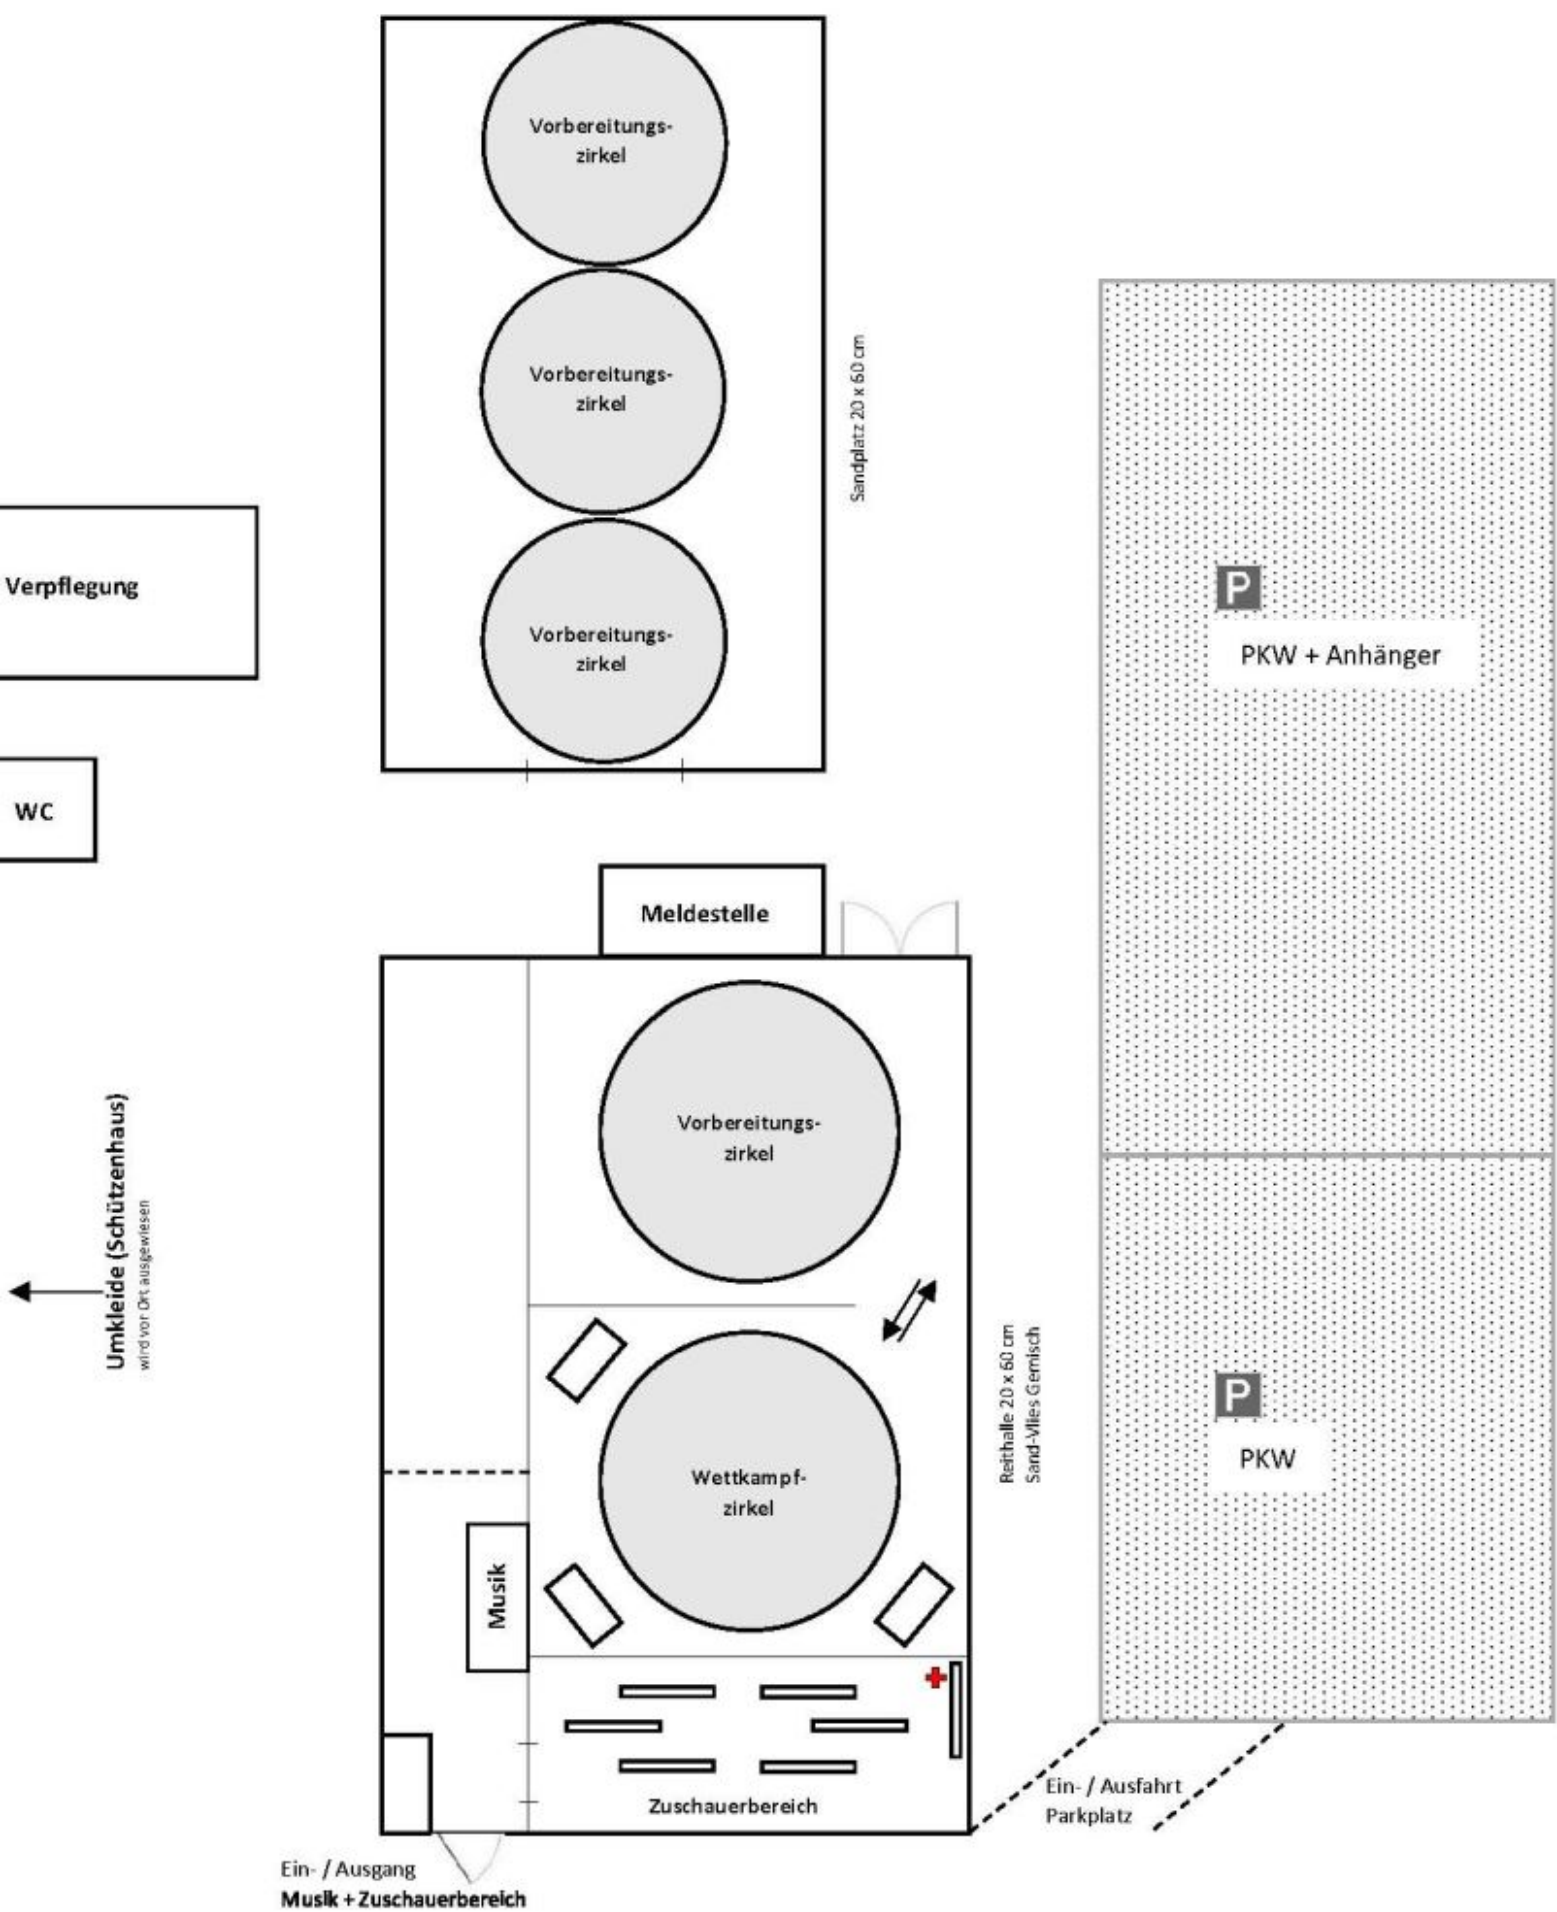 Vorbereitungs-
zirkel
Vorbereitungs-
zirkel
Sandplatz 20 x 60 cm
Verpflegung
P
PKW + Anhänger
Vorbereitungs-
zirkel
WC
Meldestelle
Vorbereitungs-
zirkel
Umkleide (Schützenhaus)
wird vor Ort ausgewiesen
Reithalle 20 x 60 cm
Sand-Vlies Gemisch
P
PKW
Wettkampf-
zirkel
Musik
Zuschauerbereich
Ein- / Ausfahrt
Parkplatz
Ein- / Ausgang
Musik + Zuschauerbereich